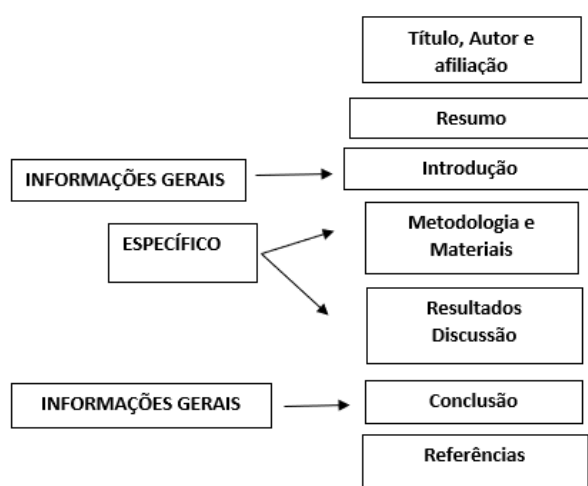 Título, Autor e
afiliação
Resumo
INFORMAÇÕES GERAIS
Introdução
ESPECÍFICO
Metodologia e
Materiais
Resultados
Discussão
INFORMAÇÕES GERAIS
Conclusão
Referências